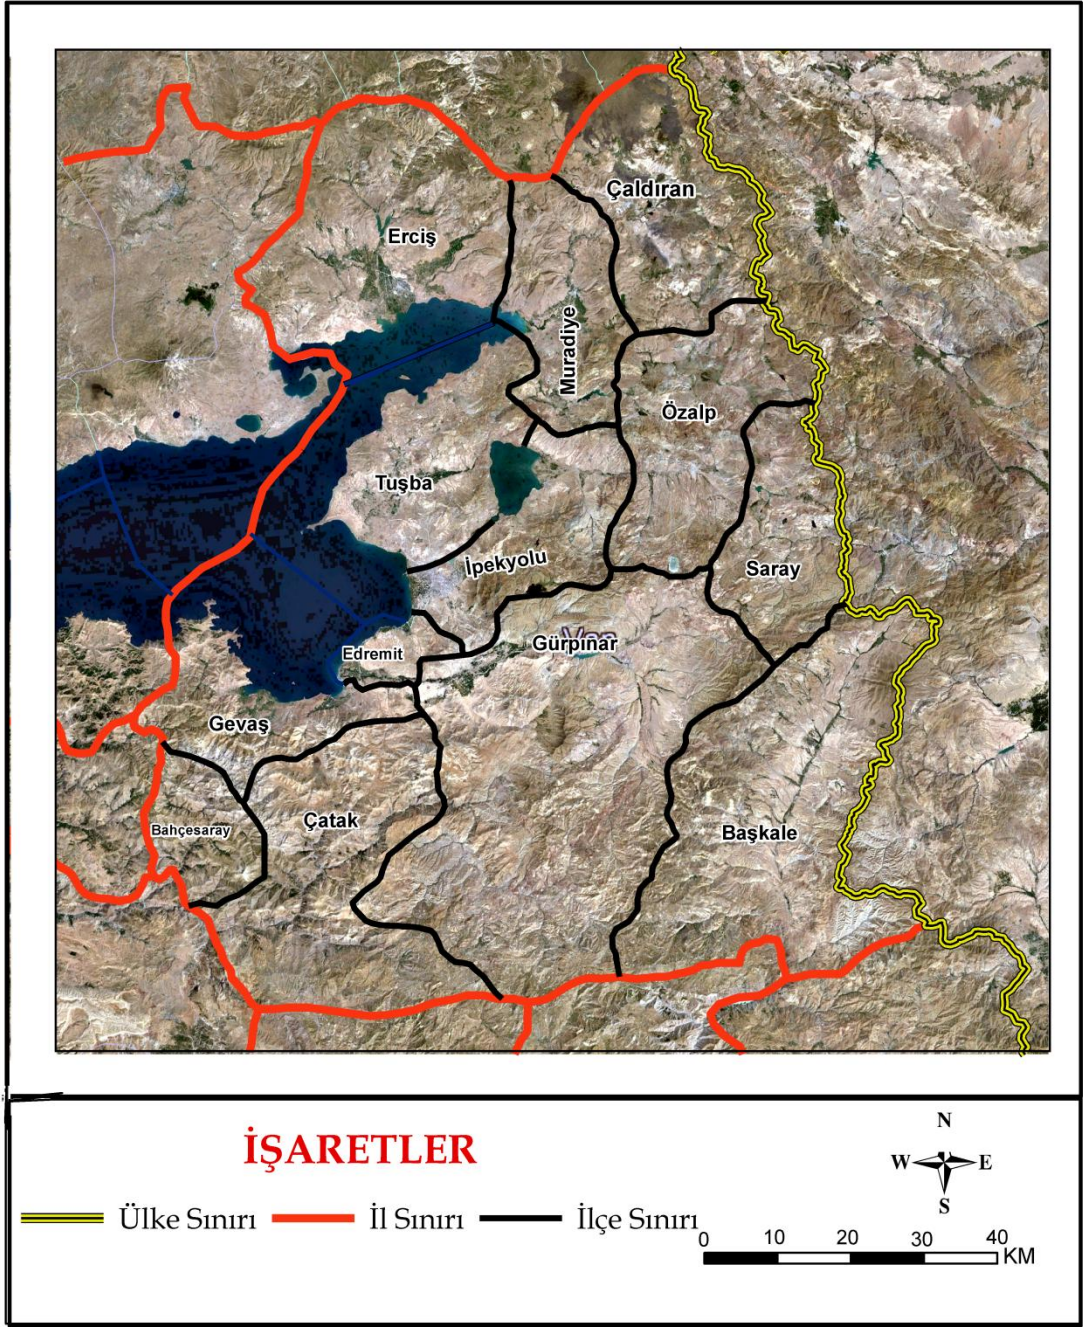 Çaldıran
Erciş
Muradiye
Özalp
Tuşba
İpekyolu
Saray
Van
Gürpınar
Edremit
Gevaş
Çatak
Bahçesaray
Başkale
İŞARETLER
Ülke Sınırı
İl Sınırı
İlçe Sınırı
N
W
E
S
0 10 20 30 40
KM